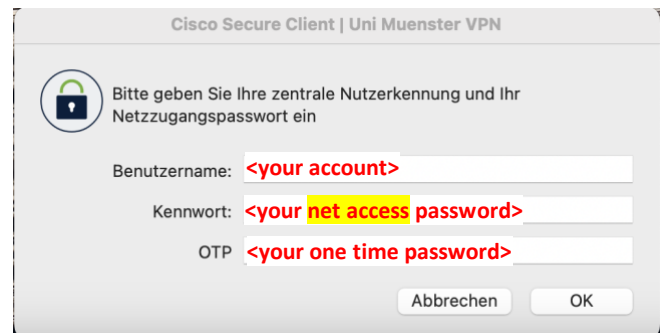 Cisco Secure Client | Uni Muenster VPN
Bitte geben Sie Ihre zentrale Nutzerkennung und Ihr
Netzzugangspasswort ein
Benutzername: <your account>
Kennwort: <your net access password>
OTP <your one time password>
Abbrechen OK